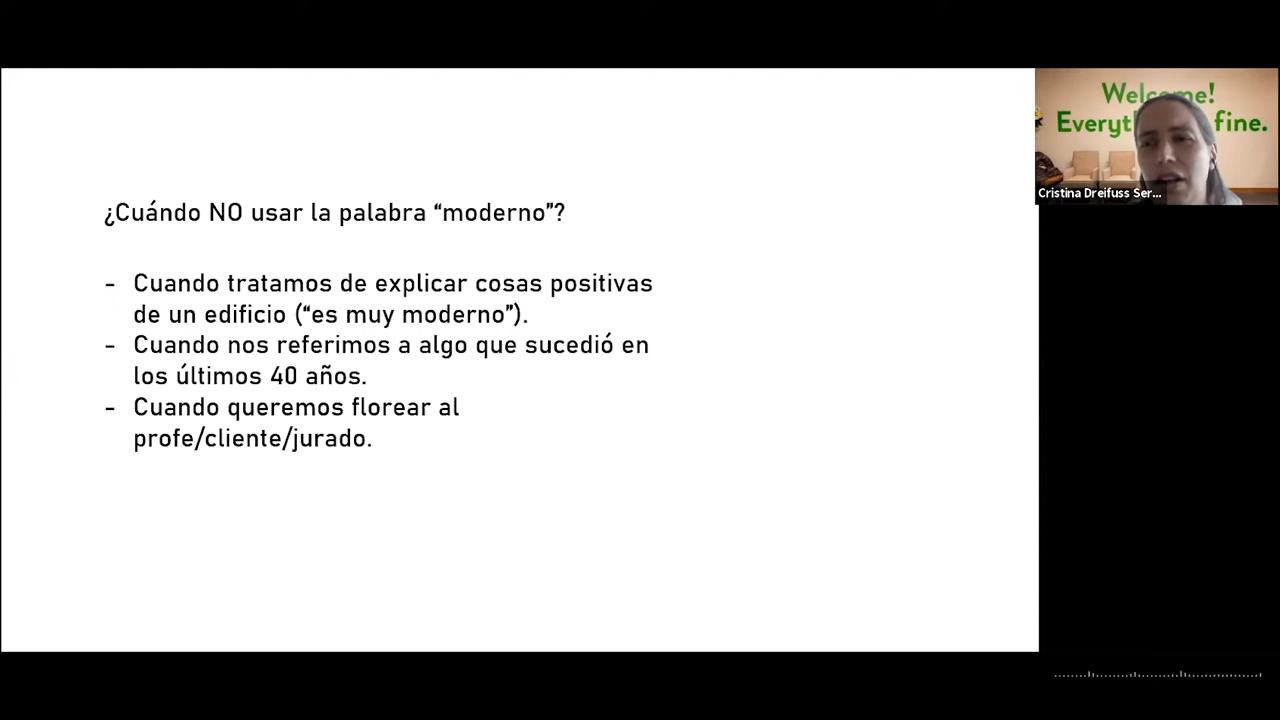 ¿Cuándo NO usar la palabra “moderno”?
- Cuando tratamos de explicar cosas positivas
de un edificio (“es muy moderno”).
- Cuando nos referimos a algo que sucedió en
los últimos 40 años.
- Cuando queremos florear al
profe/cliente/jurado.
Welcome!
fine.
Cristina Dreifuss Ser...